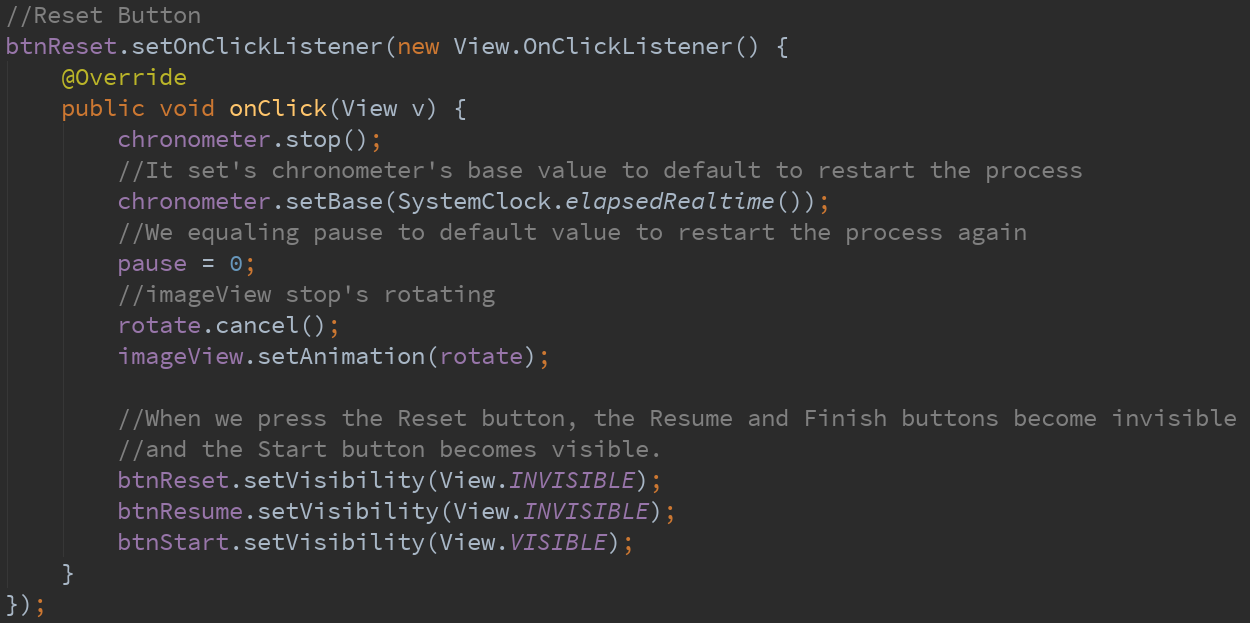 //Reset Button
btnReset.setOnClickListener(new View.OnClickListener() {
@Override
public void onClick(View v) {
chronometer.stop();
//It set's chronometer's base value to default to restart the process
chronometer.setBase(SystemClock.elapsedRealtime());
//We equaling pause to default value to restart the process again
pause = 0;
//imageView stop's rotating
rotate.cancel();
imageView.setAnimation(rotate);
//When we press the Reset button, the Resume and Finish buttons become invisible
//and the Start button becomes visible.
btnReset.setVisibility(View.INVISIBLE);
btnResume.setVisibility(View.INVISIBLE);
btnStart.setVisibility(View.VISIBLE);
}
});